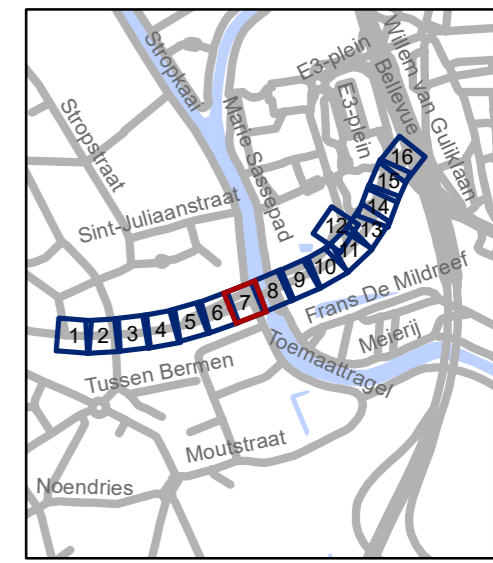 Willem van Guliklaan
Stropkaai
E3-plein
Bellevue
Stropstraat
Marie Sassepad
E3-plein
Sint-Juliaanstraat
16
15
14
13
12
11
10
9
8
7
6
5
4
3
2
1
Frans De Mildreef
Meierij
Toemaattragel
Tussen Bermen
Moutstraat
Noendries